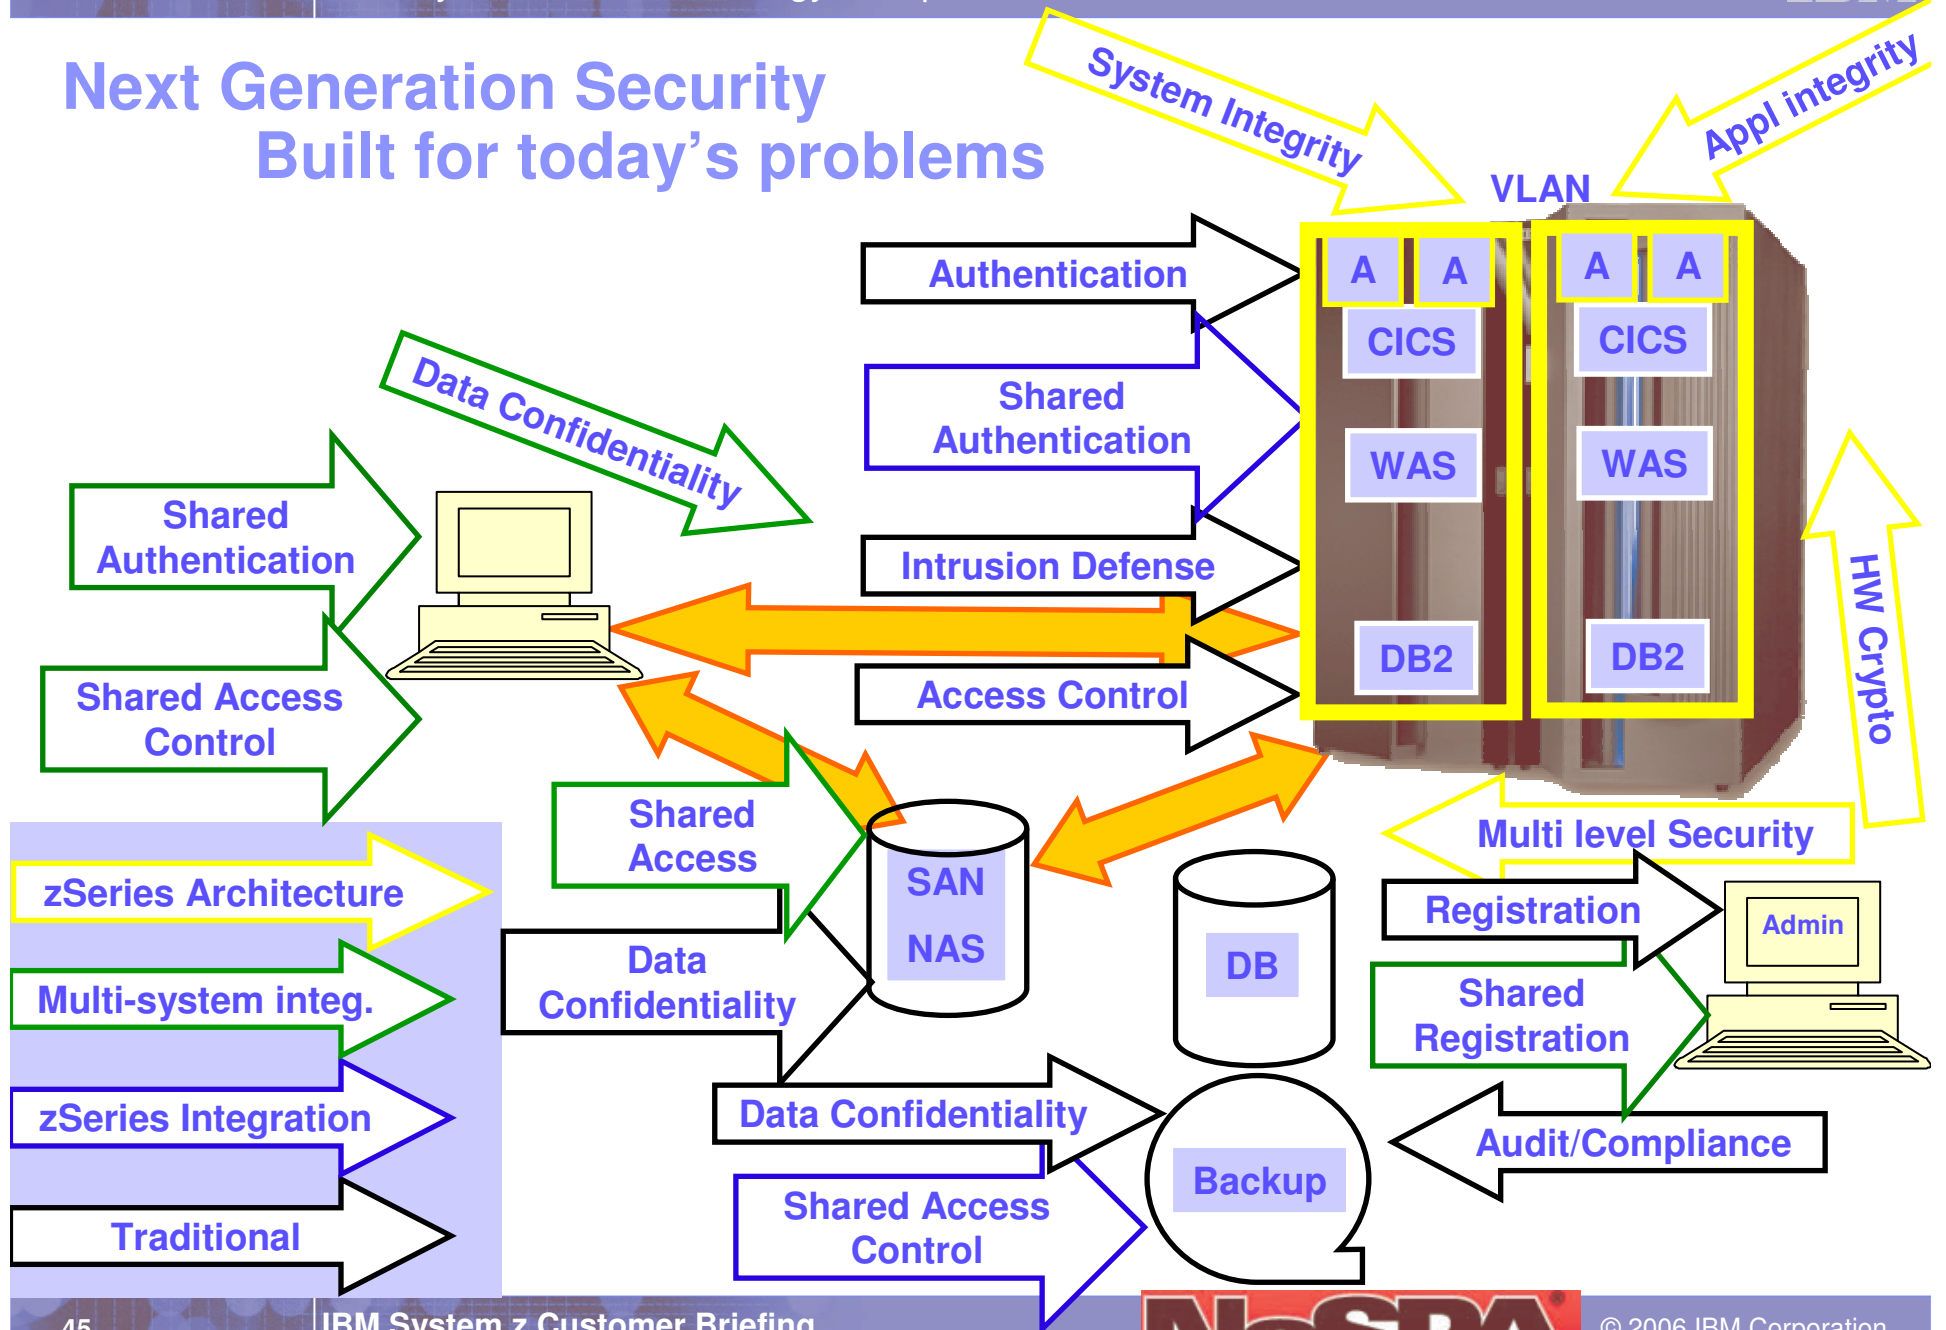 Next Generation Security
Built for today's problems
System Integrity
Appl integrity
VLAN
Authentication
A
A
A
A
CICS
CICS
Data Confidentiality
Shared
Authentication
WAS
WAS
Shared
Authentication
Intrusion Defense
HW Crypto
DB2
DB2
Shared Access
Control
Access Control
Shared
Access
Multi level Security
zSeries Architecture
SAN
NAS
Registration
Admin
Data
Confidentiality
DB
Multi-system integ.
Shared
Registration
zSeries Integration
Data Confidentiality
Audit/Compliance
Backup
Shared Access
Control
Traditional
45
IBM System z Customer Briefing
© 2006 IBM Corporation